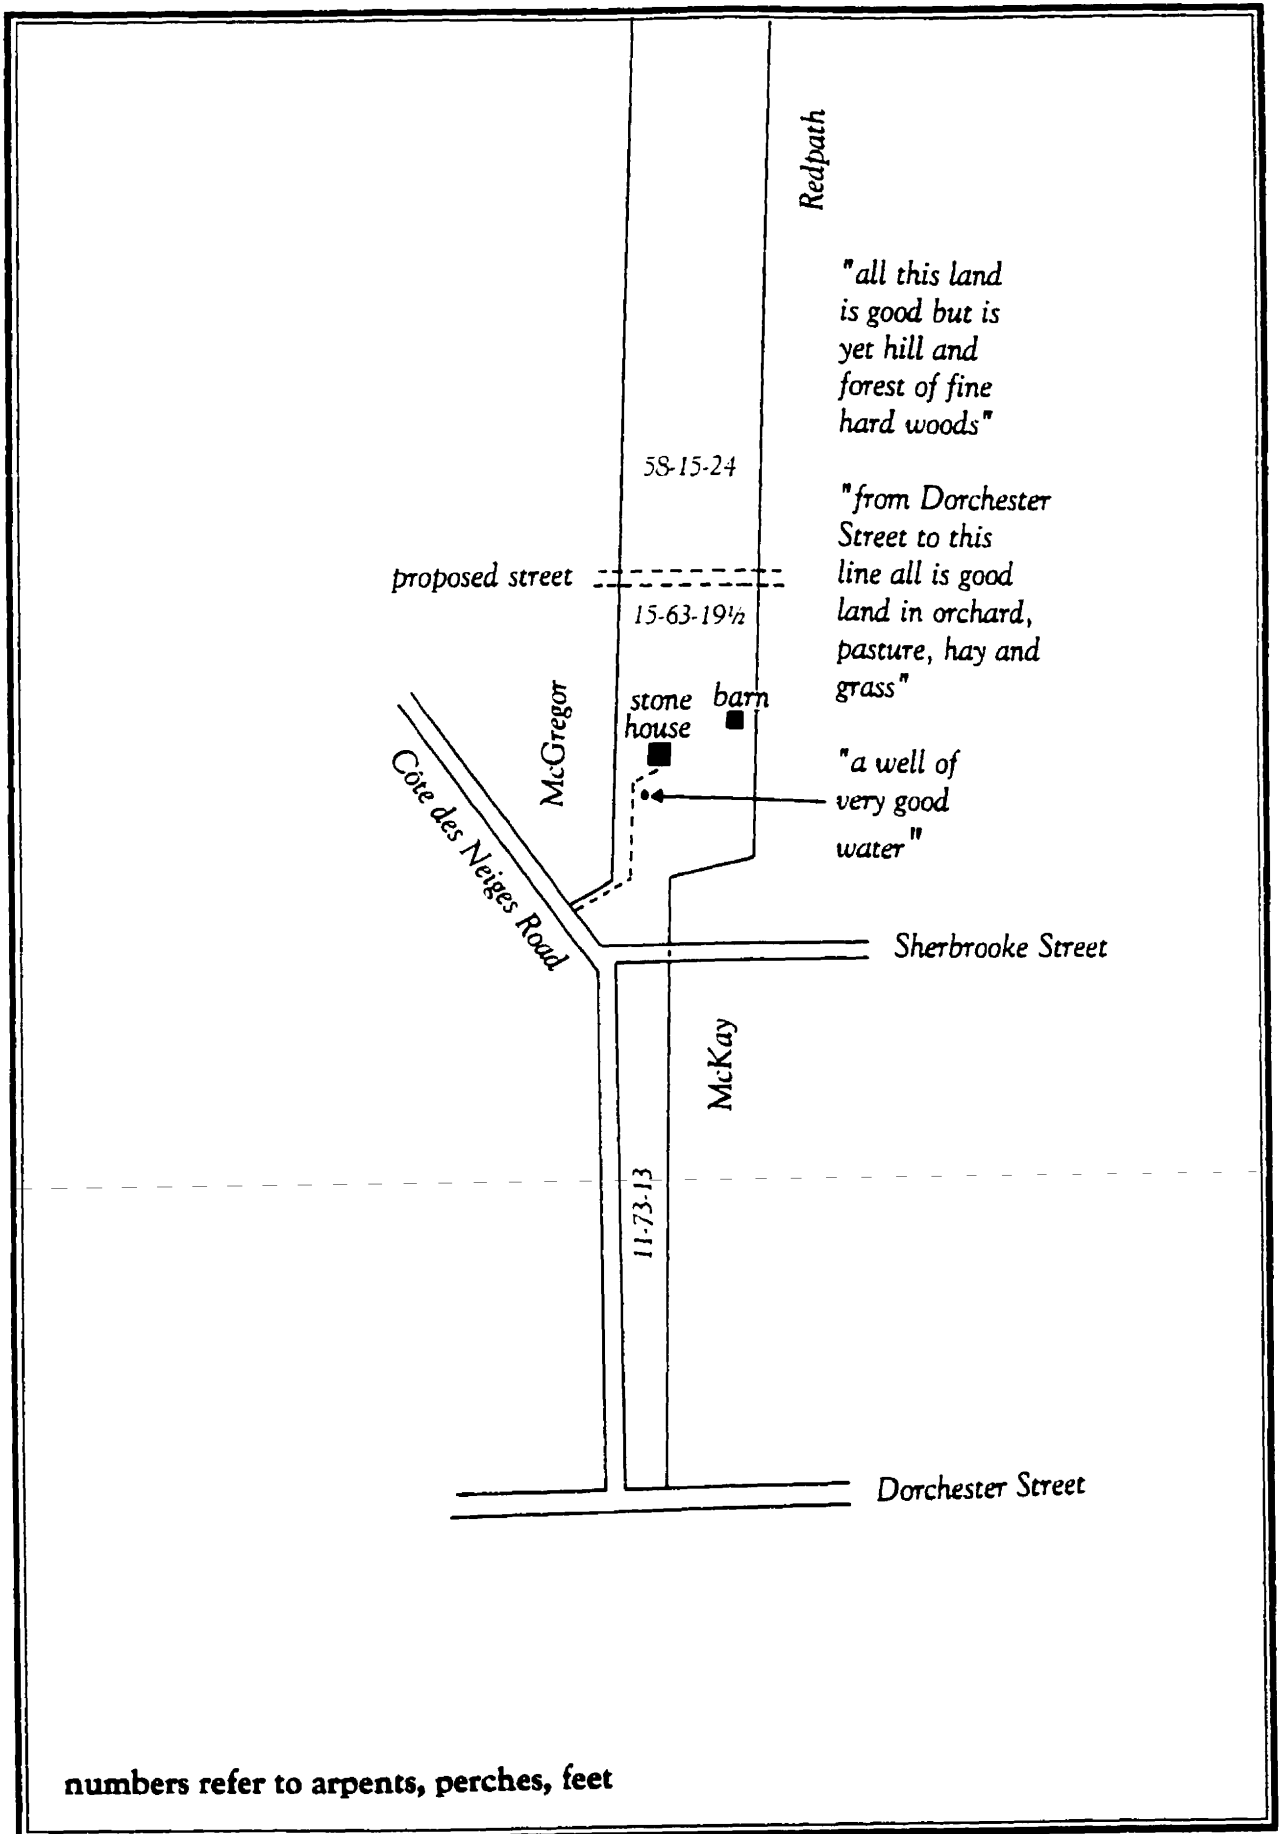 Redpath
"all this land
is good but is
yet hill and
forest of fine
hard woods"
58-15-24
"from Dorchester
Street to this
line all is good
land in orchard,
pasture, hay and
grass"
proposed street
15-63-19½
McGregor
stone
house
barn
"a well of
very good
water"
Côte des Neiges Road
Sherbrooke Street
McKay
11-73-13
Dorchester Street
numbers refer to arpents, perches, feet